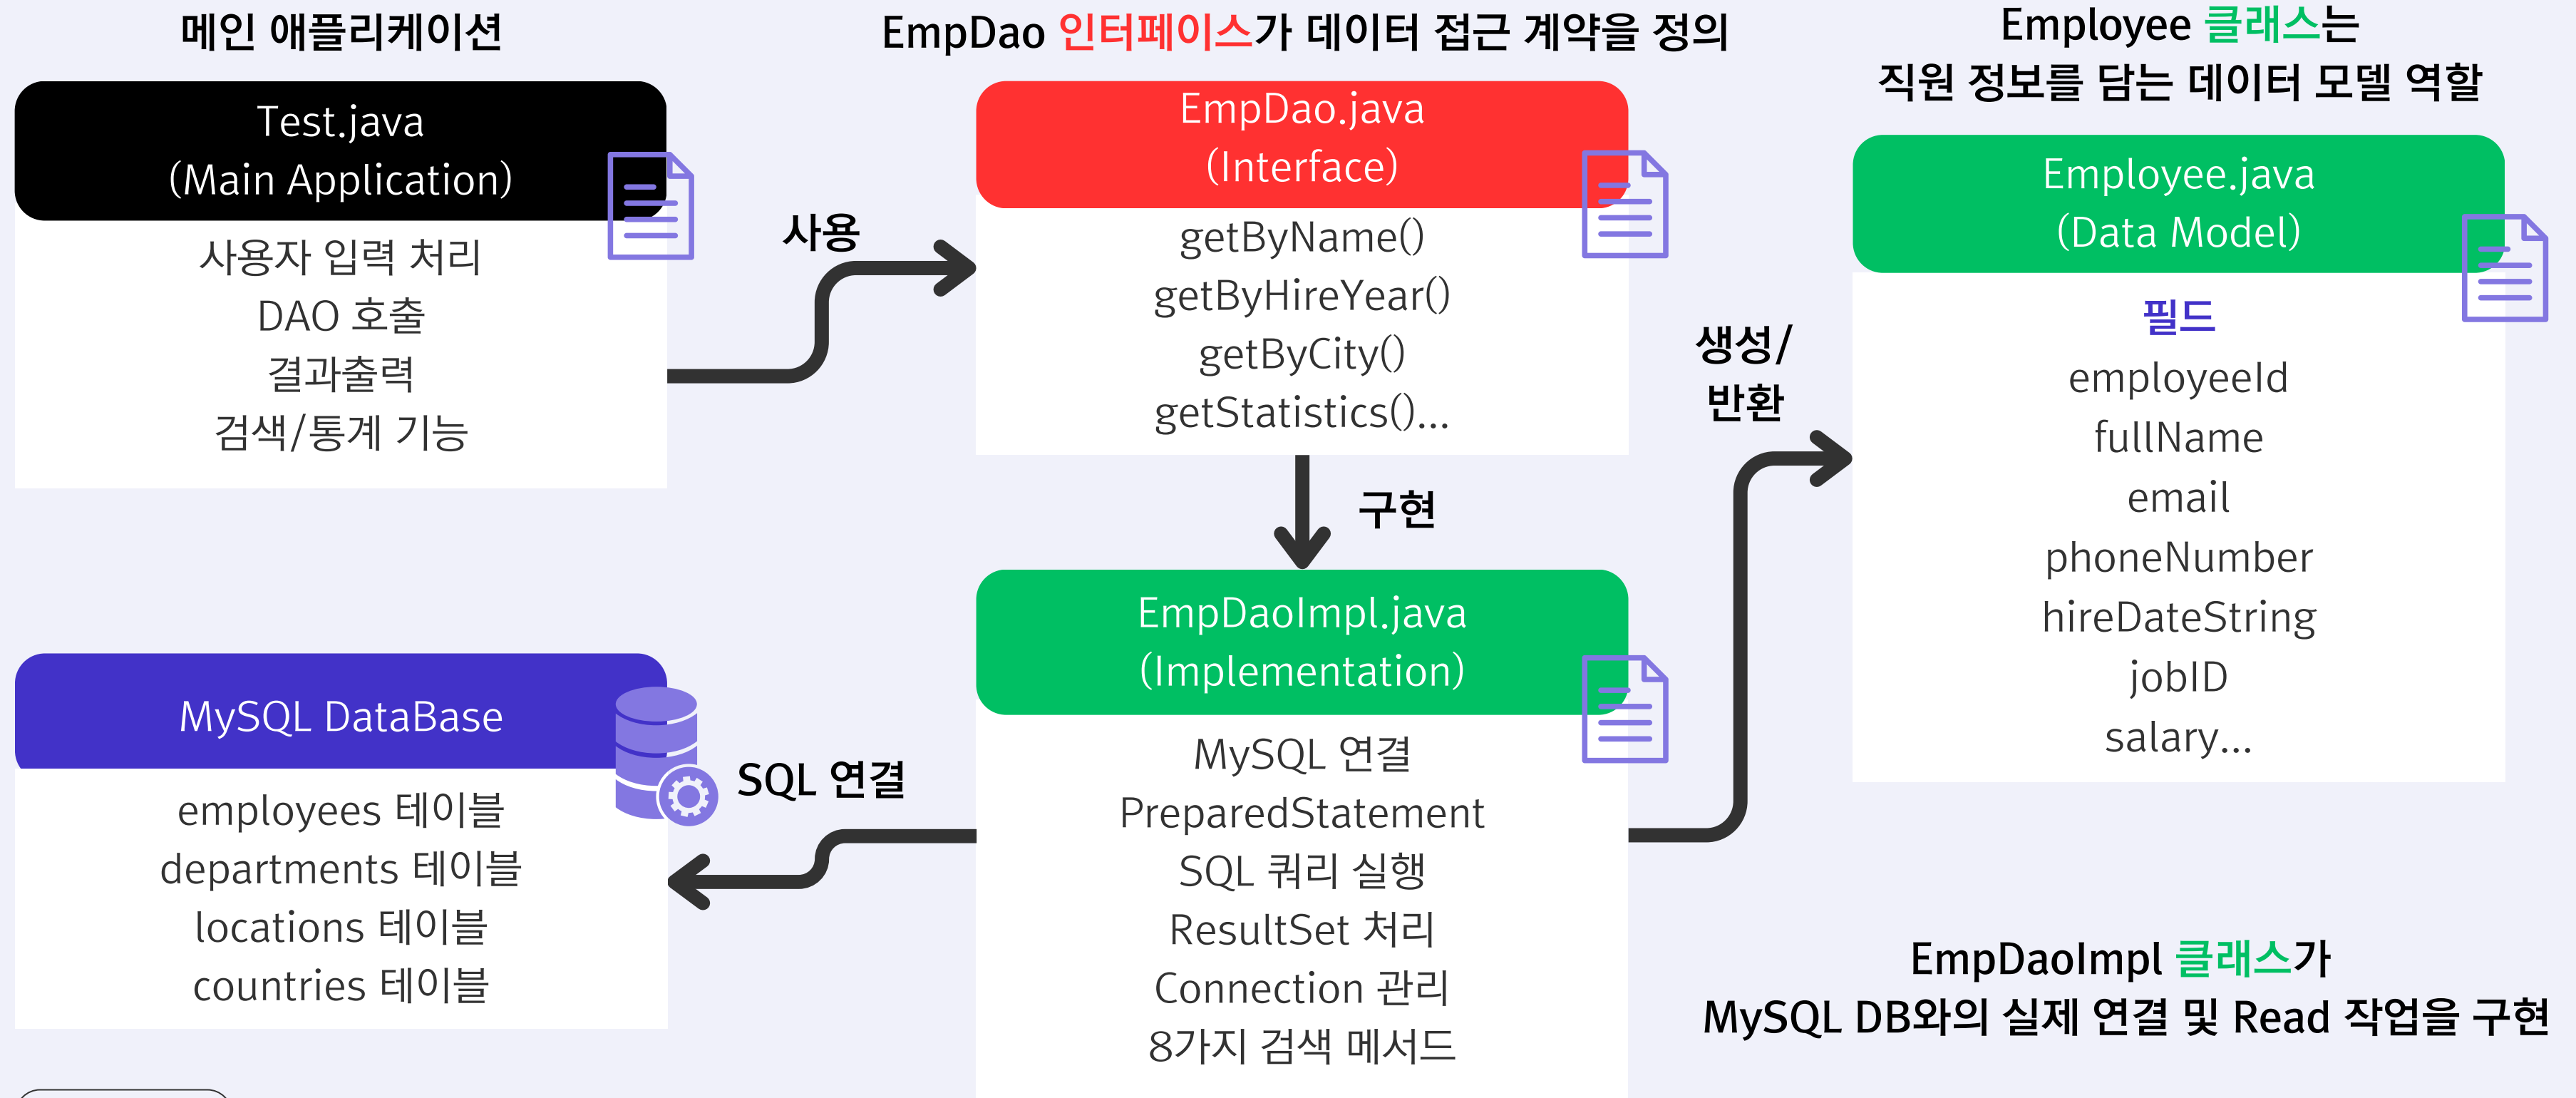 메인 애플리케이션
Test.java
(Main Application)
사용자 입력 처리
DAO 호출
결과출력
검색/통계 기능
사용
EmpDao 인터페이스가 데이터 접근 계약을 정의
EmpDao.java
(Interface)
getByName()
getByHireYear()
getByCity()
getStatistics()...
구현
생성/
반환
Employee 클래스는
직원 정보를 담는 데이터 모델 역할
Employee.java
(Data Model)
필드
employeeId
fullName
email
phoneNumber
hireDateString
jobID
salary...
MySQL DataBase
employees 테이블
departments 테이블
locations 테이블
countries 테이블
SQL 연결
EmpDaoImpl.java
(Implementation)
MySQL 연결
PreparedStatement
SQL 쿼리 실행
ResultSet 처리
Connection 관리
8가지 검색 메서드
EmpDaoImpl 클래스가
MySQL DB와의 실제 연결 및 Read 작업을 구현